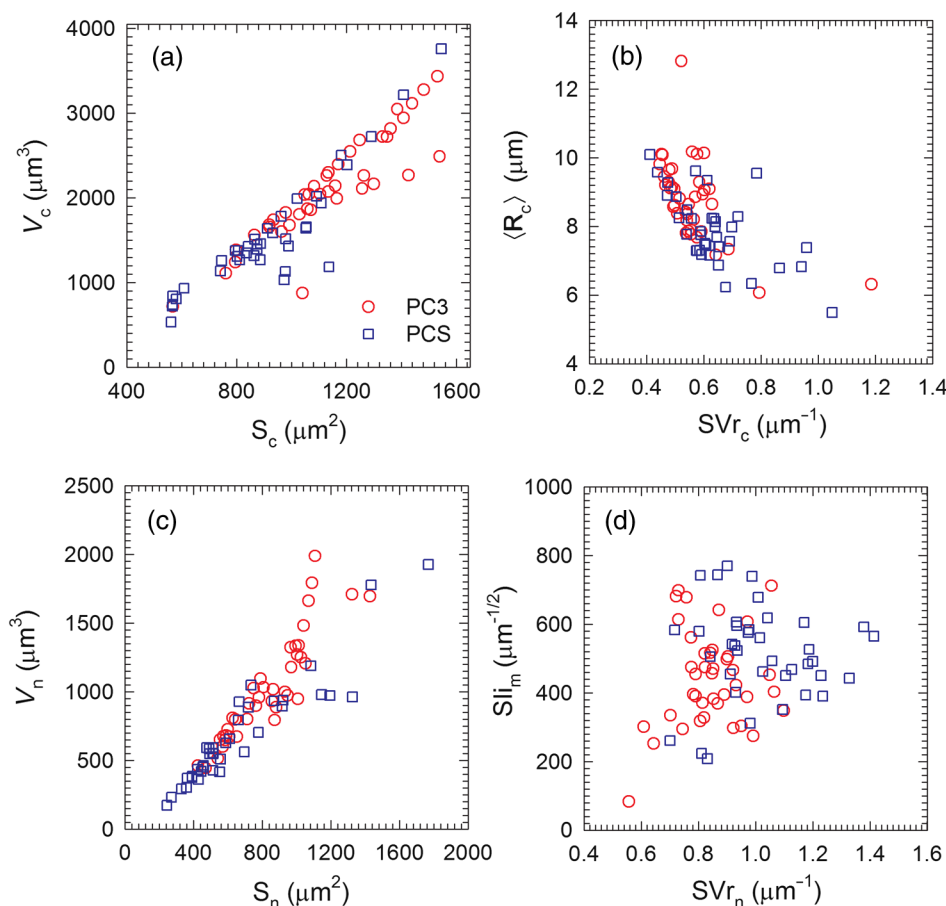 (a)
4000
3000
2000
1000
0
V_c (μm³)
400 800 1200 1600
S_c (μm²)
PC3
PCS
(b)
14
12
10
8
6
4
⟨R_c⟩ (μm)
0.2 0.4 0.6 0.8 1.0 1.2 1.4
SVr_c (μm⁻¹)
(c)
2500
2000
1500
1000
500
0
V_n (μm³)
0 400 800 1200 1600 2000
S_n (μm²)
(d)
1000
800
600
400
200
0
SIi_m (μm⁻¹/²)
0.4 0.6 0.8 1.0 1.2 1.4 1.6
SVr_n (μm⁻¹)